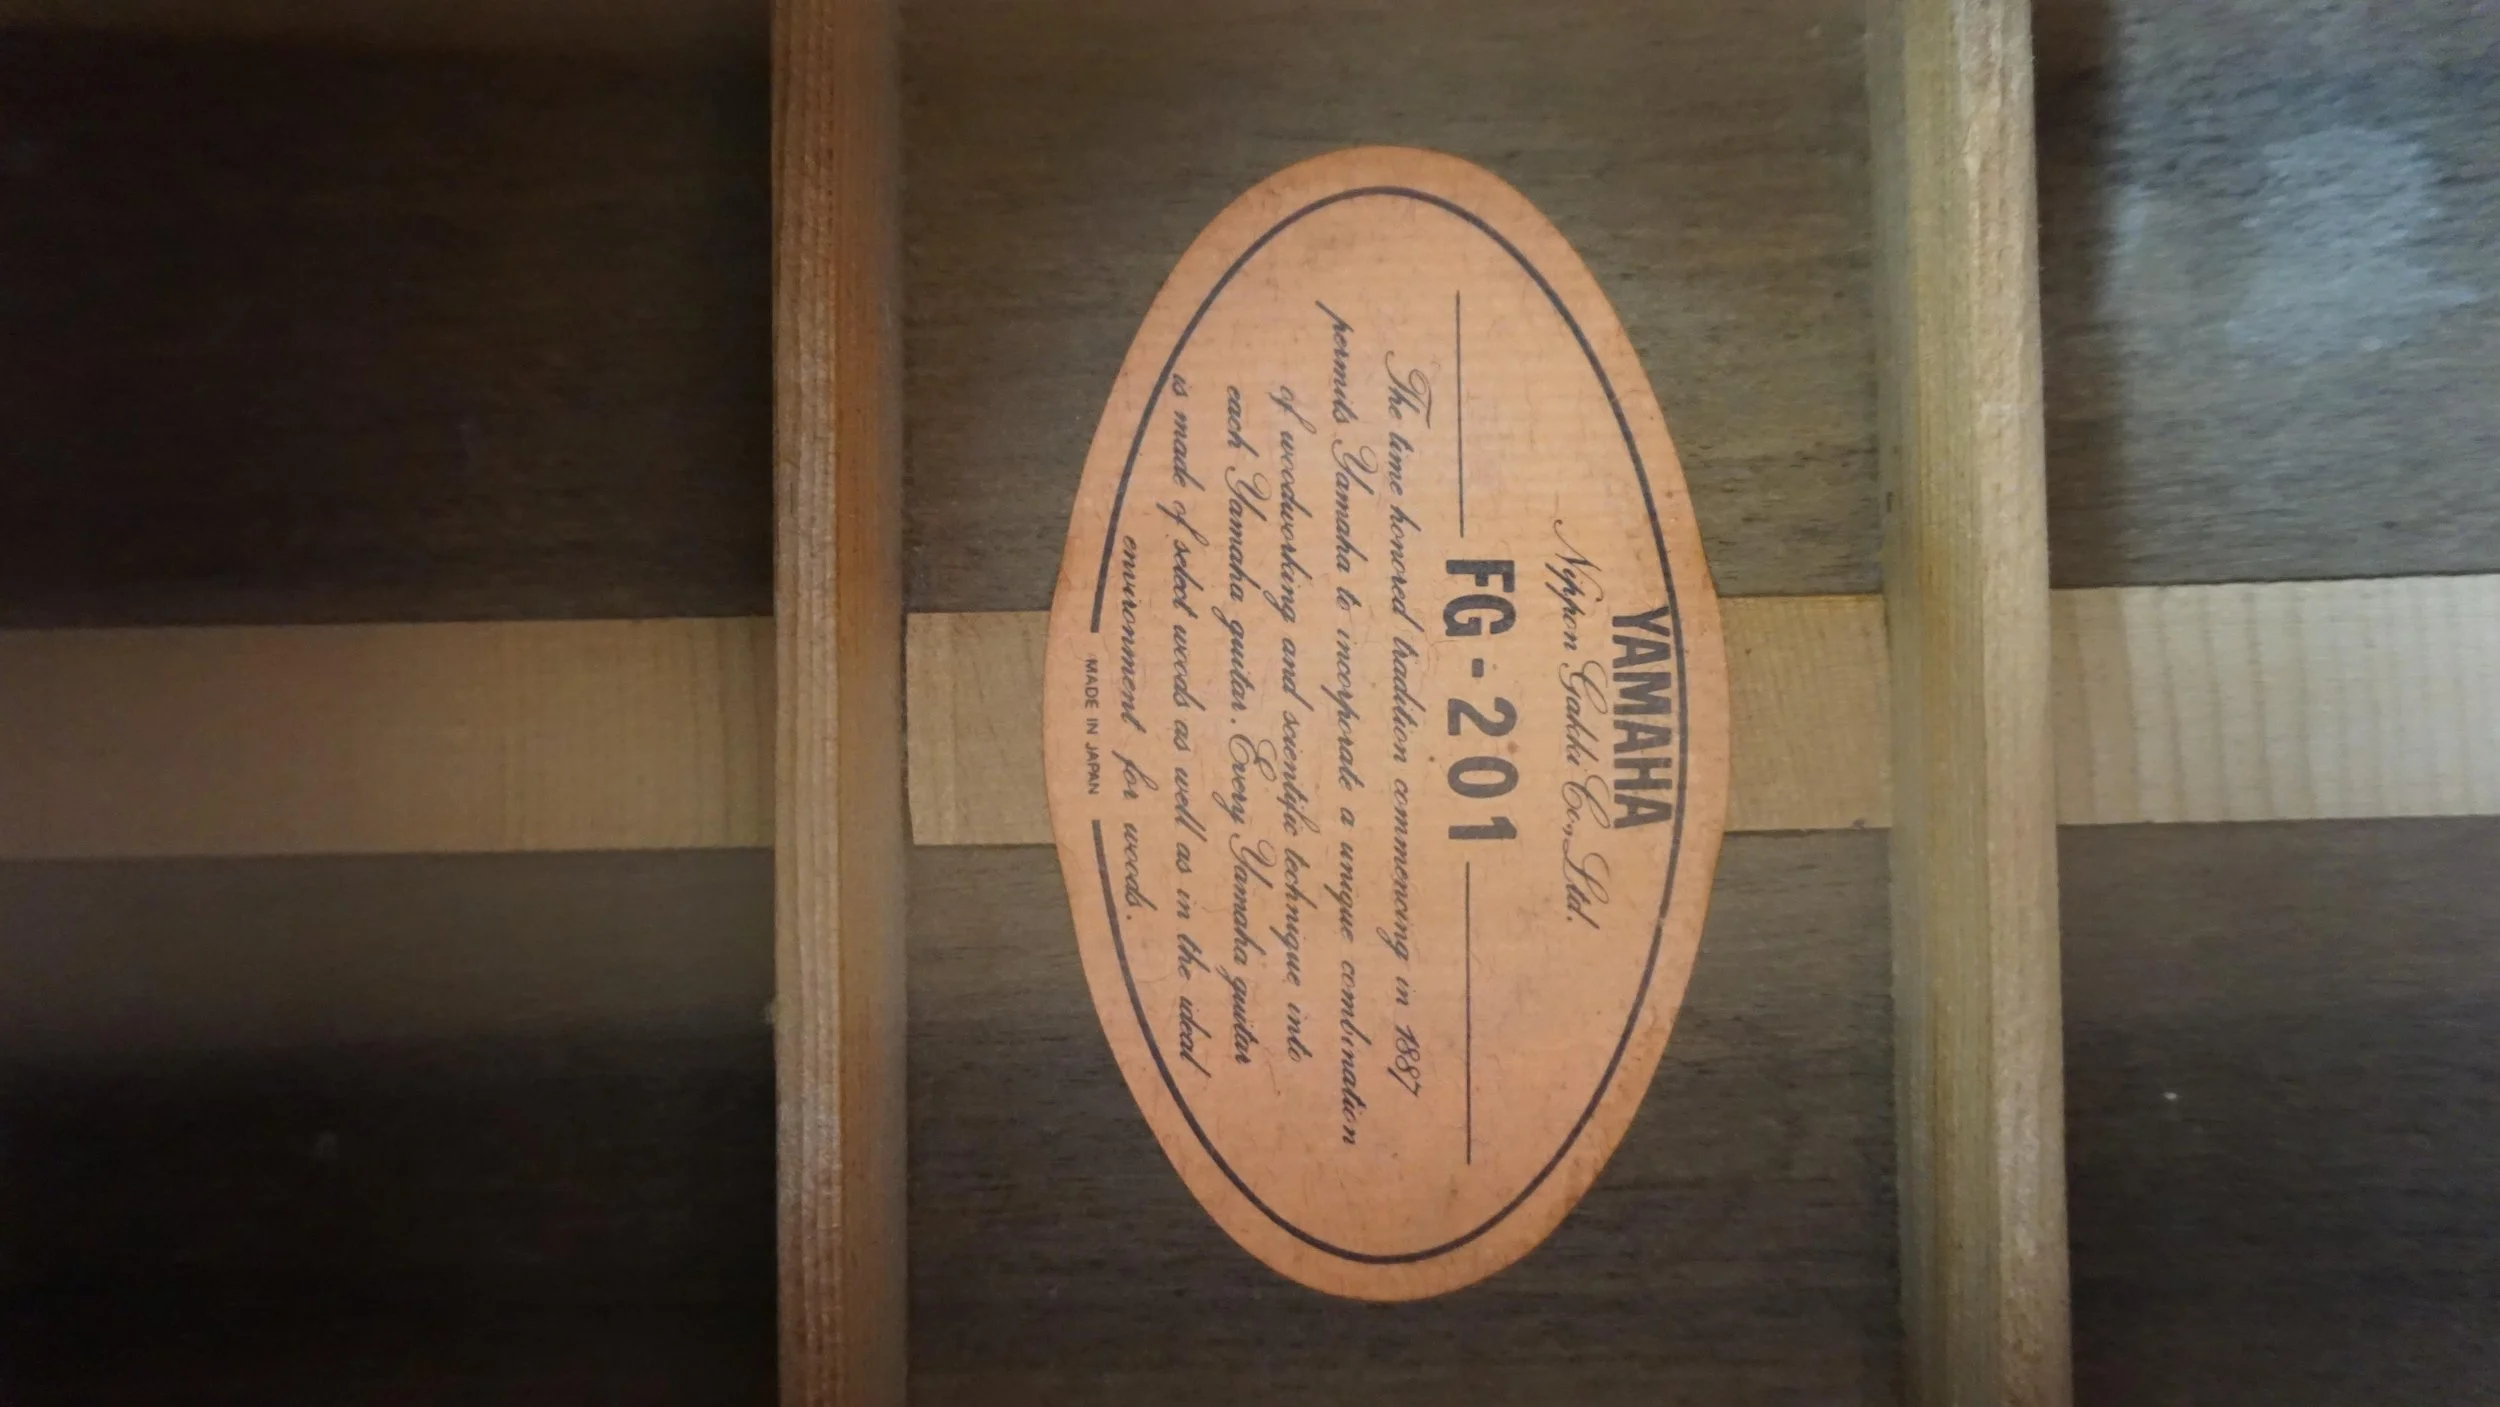 YAMAHA
Nippon Gakki Co., Ltd.
FG-201
The time honored tradition commencing in 1887
permits Yamaha to incorporate a unique combination
of woodworking and scientific technique into
each Yamaha guitar. Every Yamaha guitar
is made of select woods as well as in the ideal
environment for woods.
MADE IN JAPAN